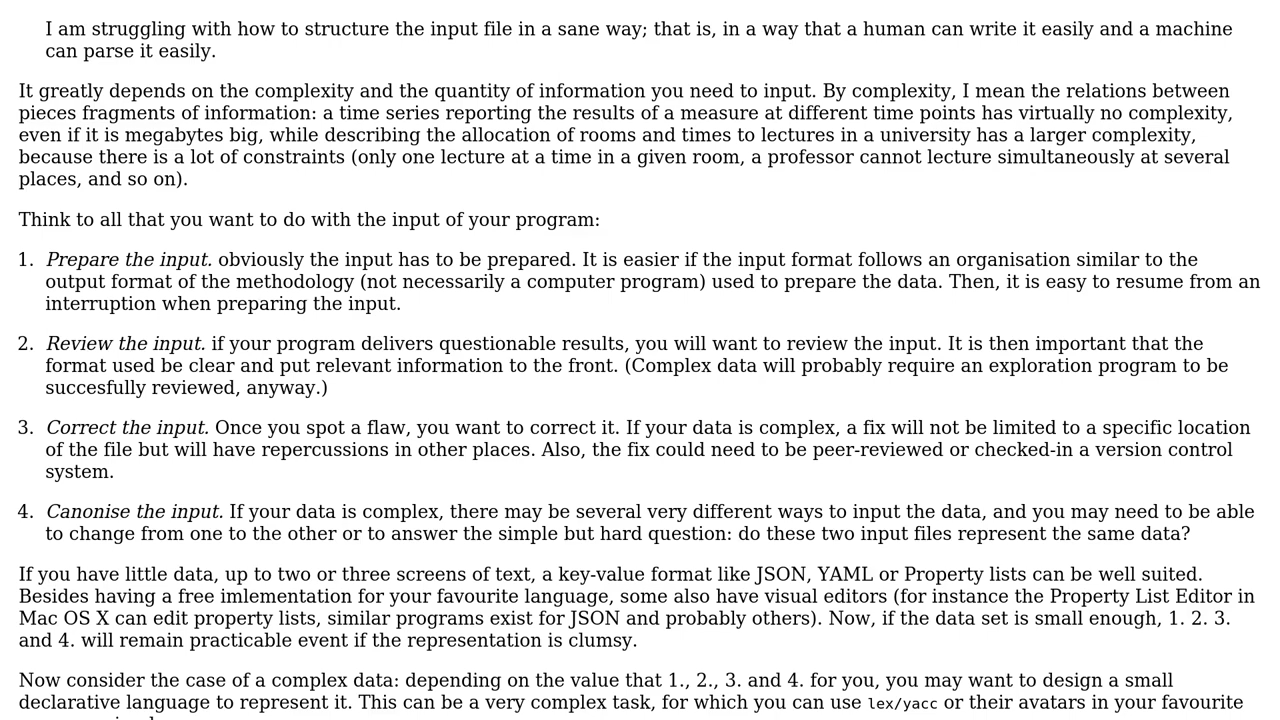 I am struggling with how to structure the input file in a sane way; that is, in a way that a human can write it easily and a machine
can parse it easily.
It greatly depends on the complexity and the quantity of information you need to input. By complexity, I mean the relations between
pieces fragments of information: a time series reporting the results of a measure at different time points has virtually no complexity,
even if it is megabytes big, while describing the allocation of rooms and times to lectures in a university has a larger complexity,
because there is a lot of constraints (only one lecture at a time in a given room, a professor cannot lecture simultaneously at several
places, and so on).
Think to all that you want to do with the input of your program:
1. Prepare the input. obviously the input has to be prepared. It is easier if the input format follows an organisation similar to the
output format of the methodology (not necessarily a computer program) used to prepare the data. Then, it is easy to resume from an
interruption when preparing the input.
2. Review the input. if your program delivers questionable results, you will want to review the input. It is then important that the
format used be clear and put relevant information to the front. (Complex data will probably require an exploration program to be
succesfully reviewed, anyway.)
3. Correct the input. Once you spot a flaw, you want to correct it. If your data is complex, a fix will not be limited to a specific location
of the file but will have repercussions in other places. Also, the fix could need to be peer-reviewed or checked-in a version control
system.
4. Canonise the input. If your data is complex, there may be several very different ways to input the data, and you may need to be able
to change from one to the other or to answer the simple but hard question: do these two input files represent the same data?
If you have little data, up to two or three screens of text, a key-value format like JSON, YAML or Property lists can be well suited.
Besides having a free imlementation for your favourite language, some also have visual editors (for instance the Property List Editor in
Mac OS X can edit property lists, similar programs exist for JSON and probably others). Now, if the data set is small enough, 1. 2. 3.
and 4. will remain practicable event if the representation is clumsy.
Now consider the case of a complex data: depending on the value that 1., 2., 3. and 4. for you, you may want to design a small
declarative language to represent it. This can be a very complex task, for which you can use lex/yacc or their avatars in your favourite